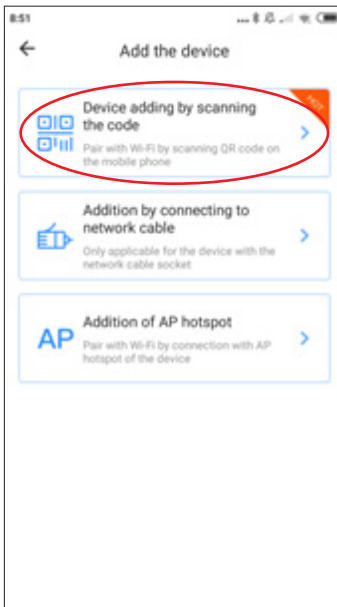 8:51
Add the device
Device adding by scanning
the code
HOT
Pair with Wi-Fi by scanning QR code on
the mobile phone
Addition by connecting to
network cable
Only applicable for the device with the
network cable socket
AP
Addition of AP hotspot
Pair with Wi-Fi by connection with AP
hotspot of the device